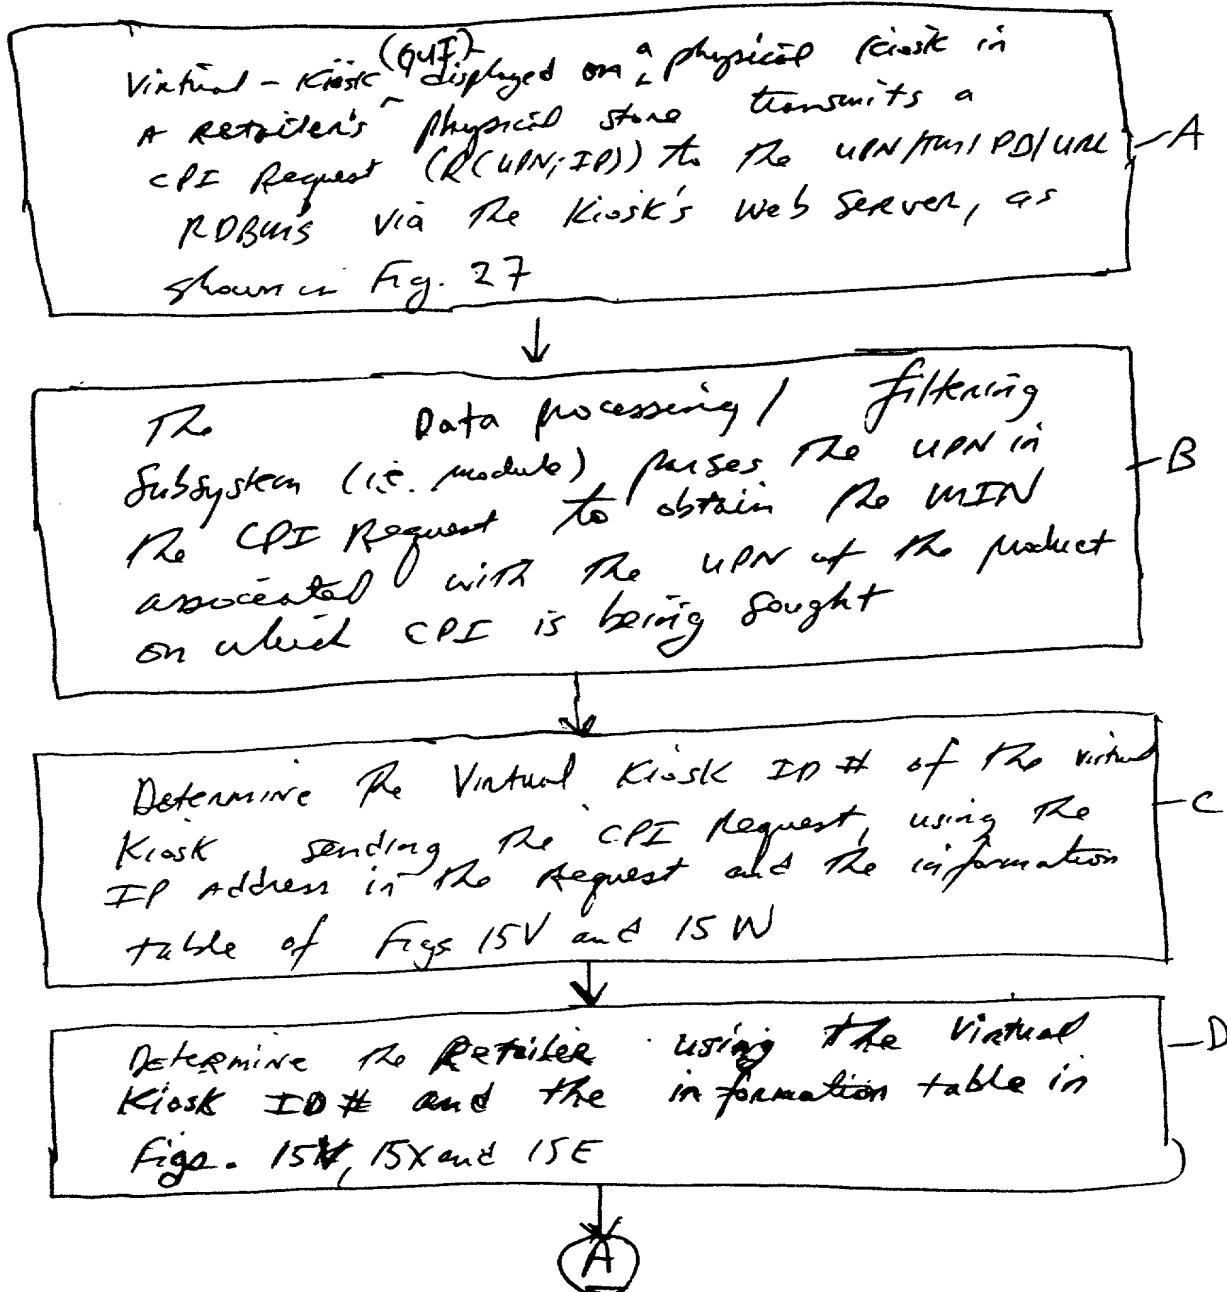 (GUI)
Virtual - Kiosk displayed on a physical Kiosk in
A Retailer's physical store transmits a
CPI Request (R(UPN; IP)) to the UPN/TM/PD/URL
RDBMS via the Kiosk's Web Server, as
shown in Fig. 27
A
The Data processing / filtering
Subsystem (i.e. module) parses the UPN in
the CPI Request to obtain the MIN
associated with the UPN of the product
on which CPI is being sought
B
Determine the Virtual Kiosk ID # of the virtual
Kiosk sending the CPI Request, using the
IP Address in the Request and the information
table of Figs 15V and 15W
C
Determine the Retailer using the Virtual
Kiosk ID # and the information table in
Figs. 15 , 15X and 15E
D
A